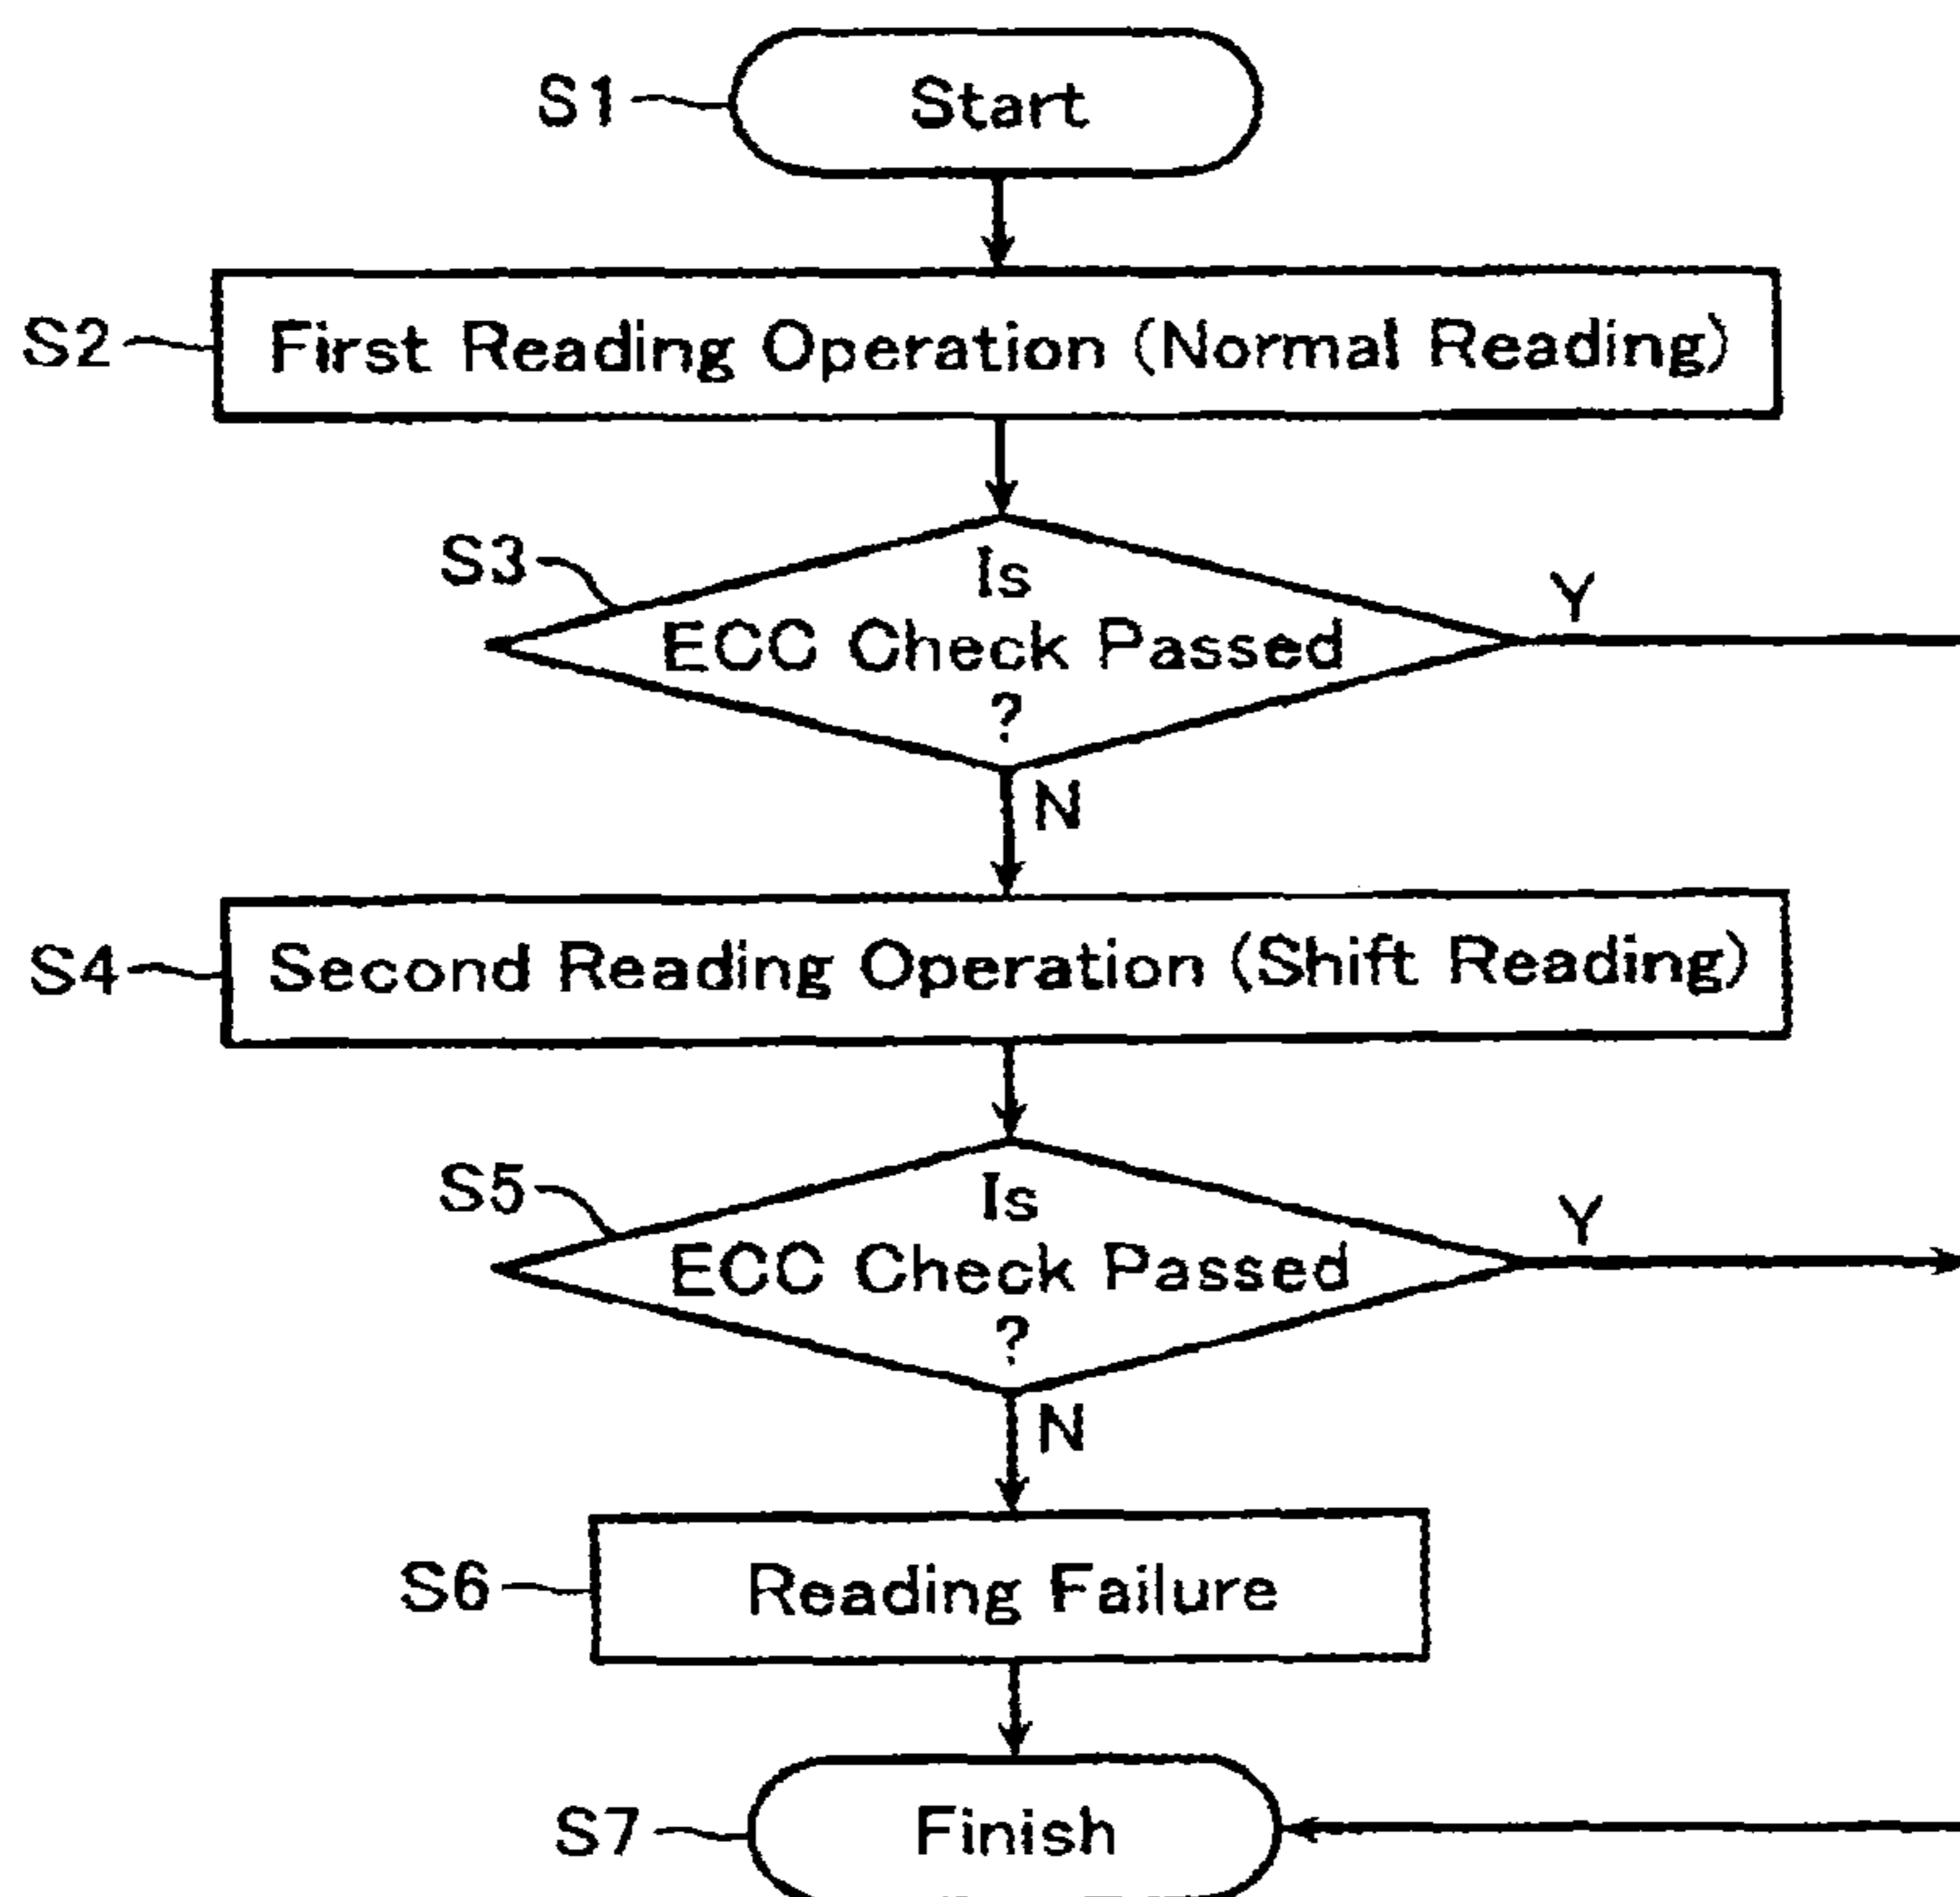 S1 Start
S2 First Reading Operation (Normal Reading)
S3 Is
ECC Check Passed
?
Y
N
S4 Second Reading Operation (Shift Reading)
S5 Is
ECC Check Passed
?
Y
N
S6 Reading Failure
S7 Finish